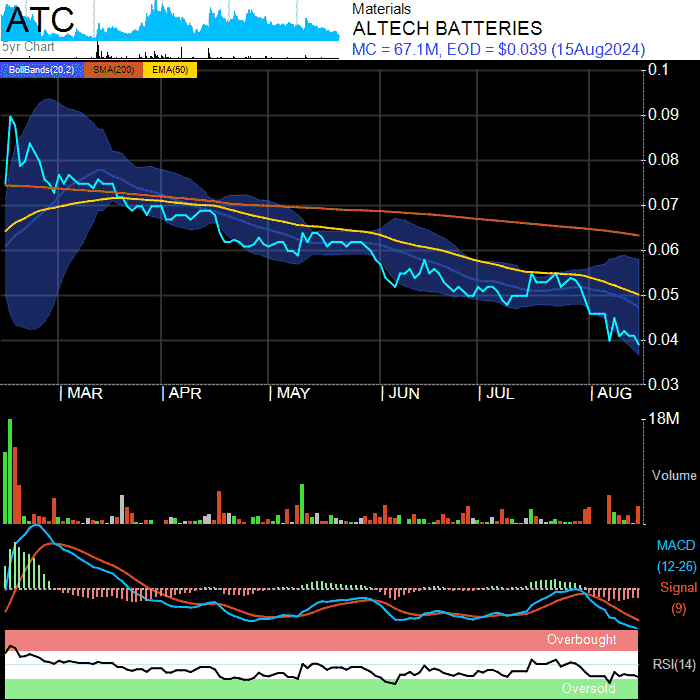 ATC
5yr Chart
Materials
ALTECH BATTERIES
MC = 67.1M, EOD = $0.039 (15Aug2024)
BollBands(20,2) SMA(200) EMA(50)
0.1
0.09
0.08
0.07
0.06
0.05
0.04
0.03
MAR APR MAY JUN JUL AUG
18M
Volume
MACD
(12-26)
Signal
(9)
Overbought
RSI(14)
Oversold